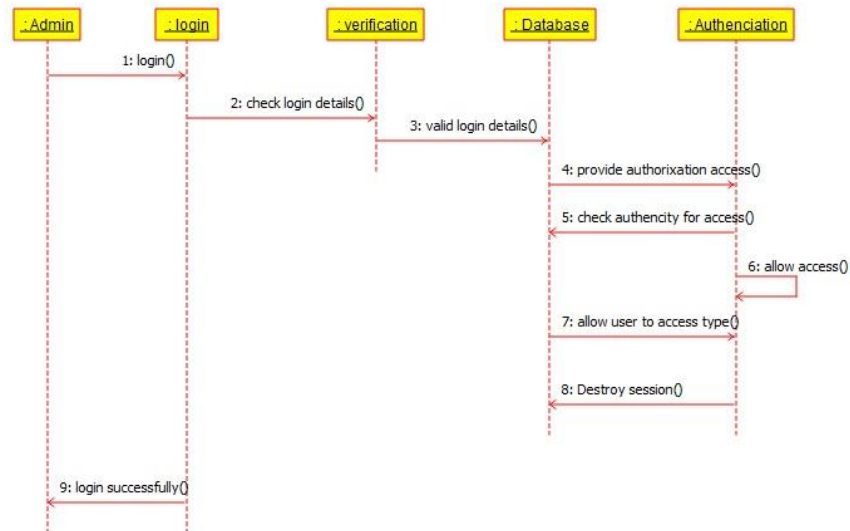 : Admin
: login
: verification
: Database
: Authenciation
1: login()
2: check login details()
3: valid login details()
4: provide authorixation access()
5: check authencity for access()
6: allow access()
7: allow user to access type()
8: Destroy session()
9: login successfully()